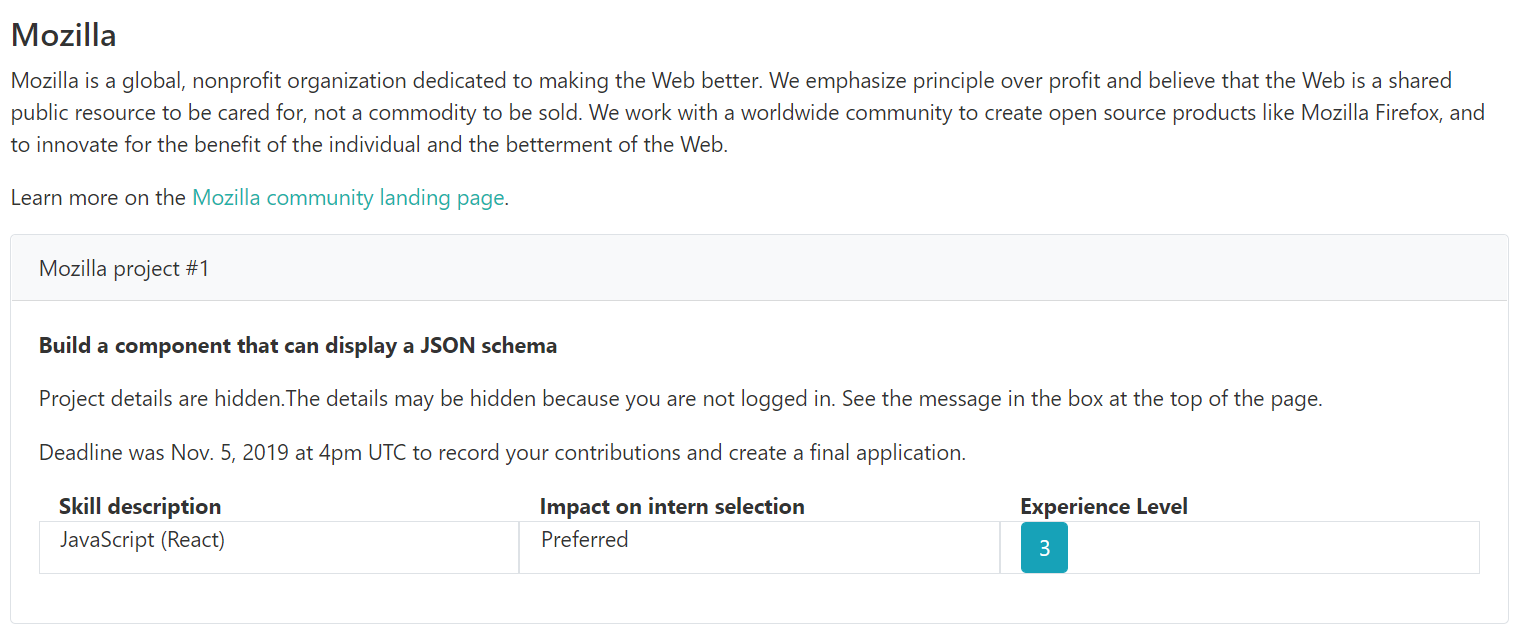 Mozilla
Mozilla is a global, nonprofit organization dedicated to making the Web better. We emphasize principle over profit and believe that the Web is a shared
public resource to be cared for, not a commodity to be sold. We work with a worldwide community to create open source products like Mozilla Firefox, and
to innovate for the benefit of the individual and the betterment of the Web.
Learn more on the Mozilla community landing page.
Mozilla project #1
Build a component that can display a JSON schema
Project details are hidden.The details may be hidden because you are not logged in. See the message in the box at the top of the page.
Deadline was Nov. 5, 2019 at 4pm UTC to record your contributions and create a final application.
Skill description Impact on intern selection Experience Level
JavaScript (React) Preferred 3